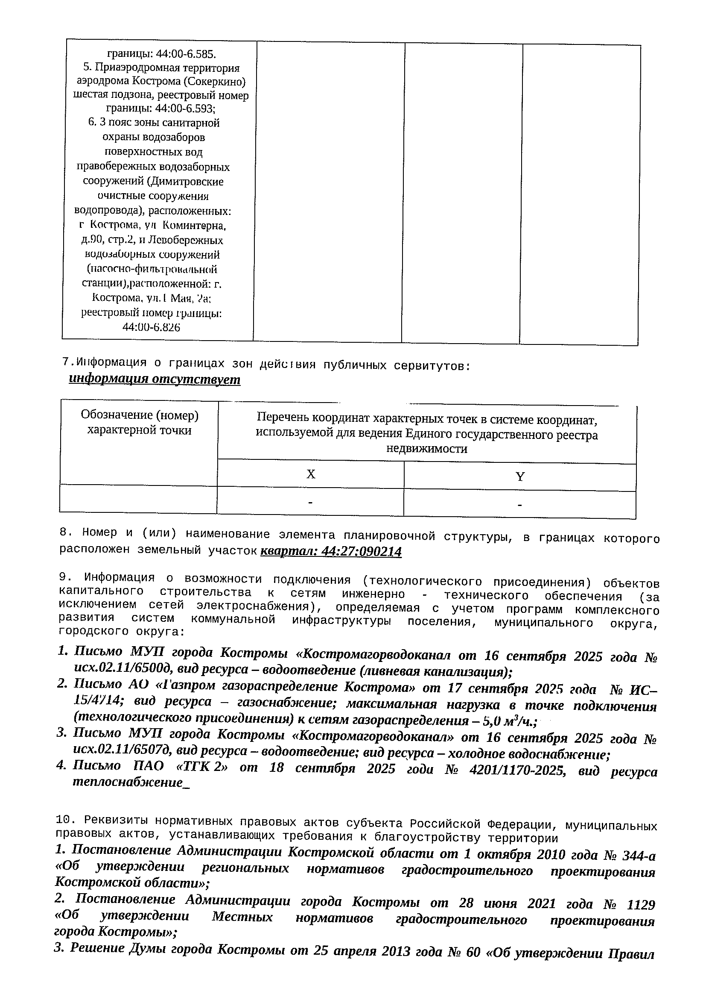 границы: 44:00-6.585.
5. Приаэродромная территория
аэродрома Кострома (Сокеркино)
шестая подзона, реестровый номер
границы: 44:00-6.593;
6. 3 пояс зоны санитарной
охраны водозаборов
поверхностных вод
правобережных водозаборных
сооружений (Димитровские
очистные сооружения
водопровода), расположенных:
г Кострома, ул Коминтерна,
д.90, стр.2, и Левобережных
водозаборных сооружений
(насосно-фильтровальной
станции),расположенной: г.
Кострома, ул.1 Мая, 2а;
реестровый номер границы:
44:00-6.826
7.Информация о границах зон действия публичных сервитутов:
информация отсутствует
Обозначение (номер)
характерной точки
Перечень координат характерных точек в системе координат,
используемой для ведения Единого государственного реестра
недвижимости
X
Y
-
-
8. Номер и (или) наименование элемента планировочной структуры, в границах которого
расположен земельный участок квартал: 44:27:090214
9. Информация о возможности подключения (технологического присоединения) объектов
капитального строительства к сетям инженерно - технического обеспечения (за
исключением сетей электроснабжения), определяемая с учетом программ комплексного
развития систем коммунальной инфраструктуры поселения, муниципального округа,
городского округа:
1. Письмо МУП города Костромы «Костромагорводоканал от 16 сентября 2025 года №
исх.02.11/6500д, вид ресурса – водоотведение (ливневая канализация);
2. Письмо АО «Газпром газораспределение Кострома» от 17 сентября 2025 года № ИС–
15/4714; вид ресурса – газоснабжение; максимальная нагрузка в точке подключения
(технологического присоединения) к сетям газораспределения – 5,0 м³/ч.;
3. Письмо МУП города Костромы «Костромагорводоканал» от 16 сентября 2025 года №
исх.02.11/6507д, вид ресурса – водоотведение; вид ресурса – холодное водоснабжение;
4. Письмо ПАО «ТГК 2» от 18 сентября 2025 года № 4201/1170-2025, вид ресурса
теплоснабжение_
10. Реквизиты нормативных правовых актов субъекта Российской Федерации, муниципальных
правовых актов, устанавливающих требования к благоустройству территории
1. Постановление Администрации Костромской области от 1 октября 2010 года № 344-а
«Об утверждении региональных нормативов градостроительного проектирования
Костромской области»;
2. Постановление Администрации города Костромы от 28 июня 2021 года № 1129
«Об утверждении Местных нормативов градостроительного проектирования
города Костромы»;
3. Решение Думы города Костромы от 25 апреля 2013 года № 60 «Об утверждении Правил